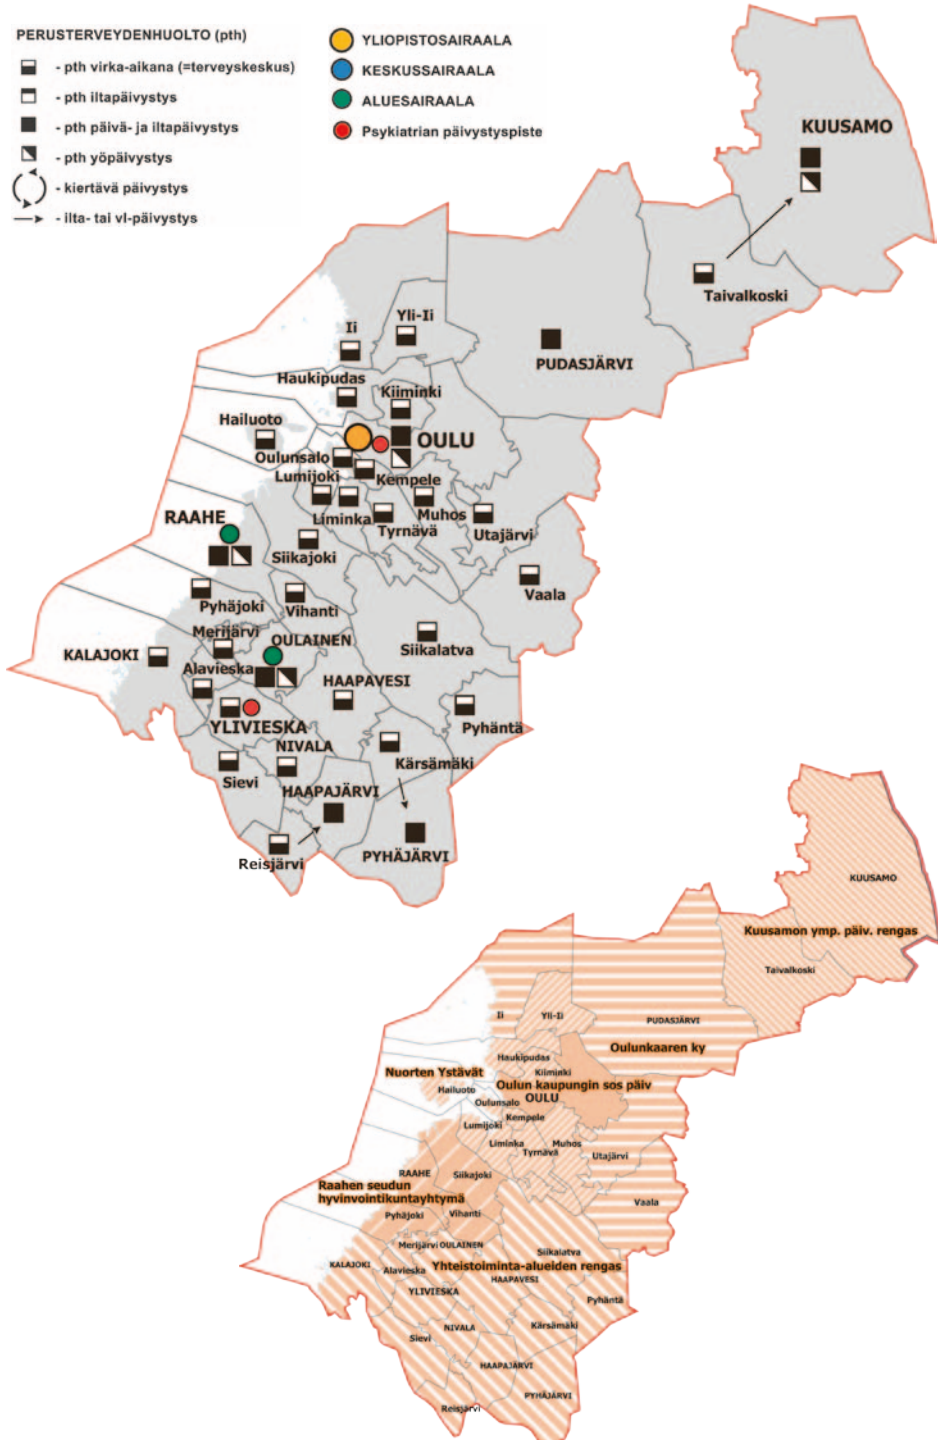 PERUSTERVEYDENHUOLTO (pth)
- pth virka-aikana (=terveyskeskus)
- pth iltapäivystys
- pth päivä- ja iltapäivystys
- pth yöpäivystys
- kiertävä päivystys
- ilta- tai vl-päivystys
YLIOPISTOSAIRAALA
KESKUSSAIRAALA
ALUESAIRAALA
Psykiatrian päivystyspiste
KUUSAMO
Taivalkoski
PUDASJÄRVI
Ii
Yli-Ii
Haukipudas
Kiiminki
Hailuoto
OULU
Oulunsalo
Kempele
Lumijoki
Liminka
Tyrnävä
Muhos
Utajärvi
RAAHE
Siikajoki
Vaala
Pyhäjoki
Vihanti
Merijärvi
OULAINEN
Siikalatva
KALAJOKI
Alavieska
HAAPAVESI
YLIVIESKA
Pyhäntä
NIVALA
Sievi
Kärsämäki
HAAPAJÄRVI
Reisjärvi
PYHÄJÄRVI
KUUSAMO
Kuusamon ymp. päiv. rengas
Taivalkoski
Ii
Yli-Ii
PUDASJÄRVI
Oulunkaaren ky
Haukipudas
Nuorten Ystävät
Kiiminki
Hailuoto
Oulun kaupungin sos päiv
OULU
Oulunsalo
Kempele
Lumijoki
Liminka
Tyrnävä
Muhos
Utajärvi
RAAHE
Siikajoki
Raahen seudun
hyvinvointikuntayhtymä
Vaala
Pyhäjoki
Vihanti
Merijärvi
OULAINEN
Siikalatva
KALAJOKI
Alavieska
Yhteistoiminta-alueiden rengas
HAAPAVESI
YLIVIESKA
Pyhäntä
NIVALA
Kärsämäki
Sievi
HAAPAJÄRVI
PYHÄJÄRVI
Reisjärvi